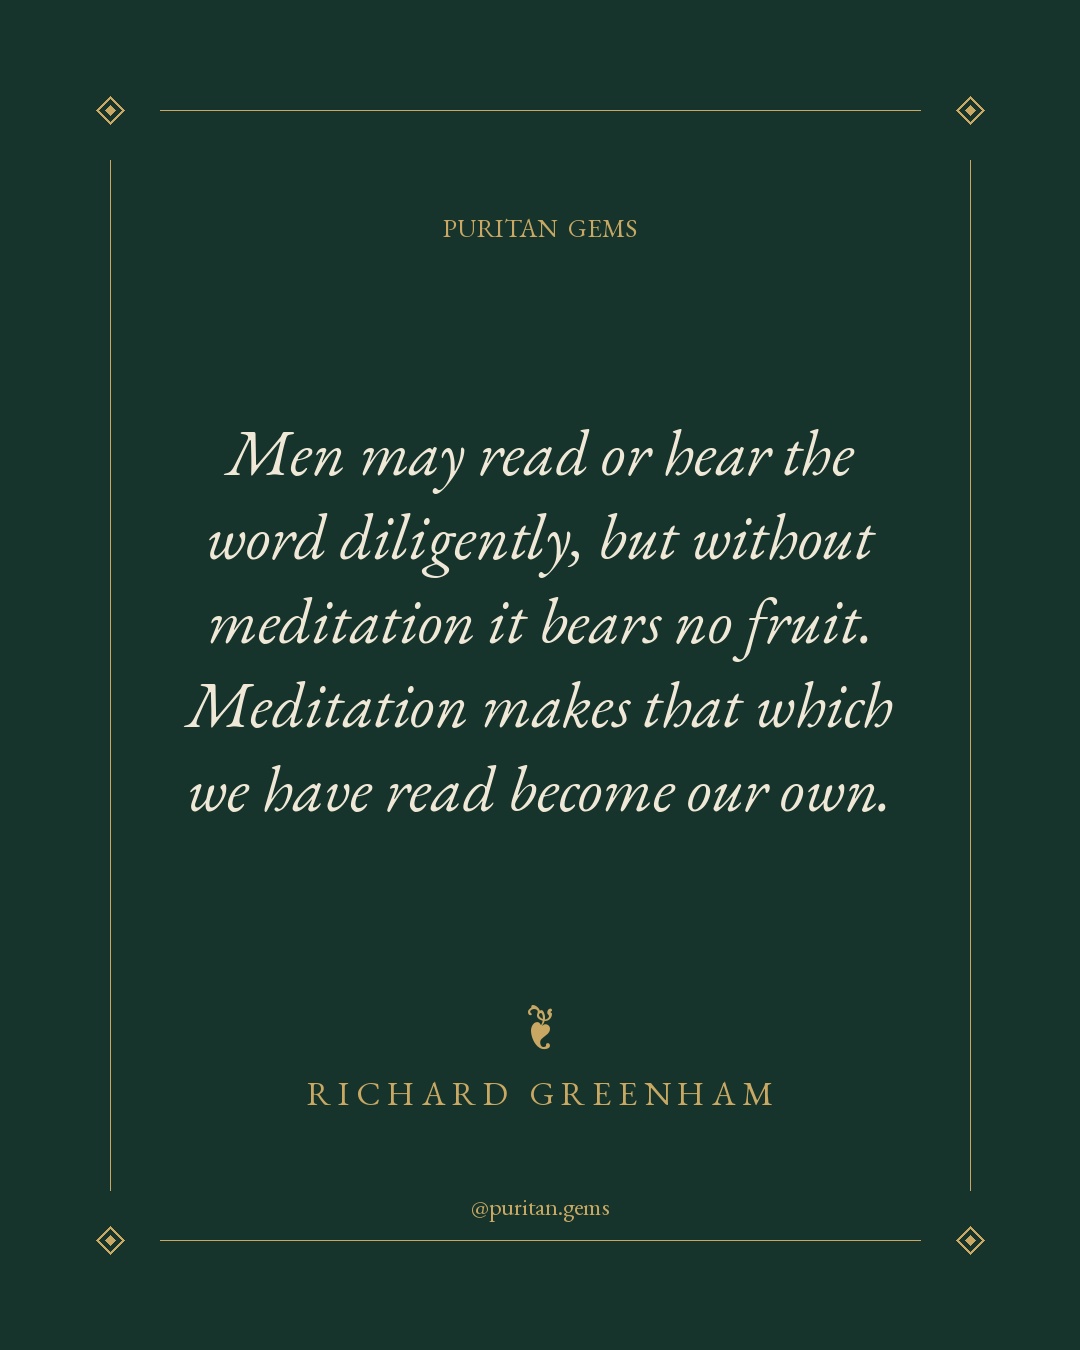 PURITAN GEMS
Men may read or hear the
word diligently, but without
meditation it bears no fruit.
Meditation makes that which
we have read become our own.
RICHARD GREENHAM
@puritan.gems